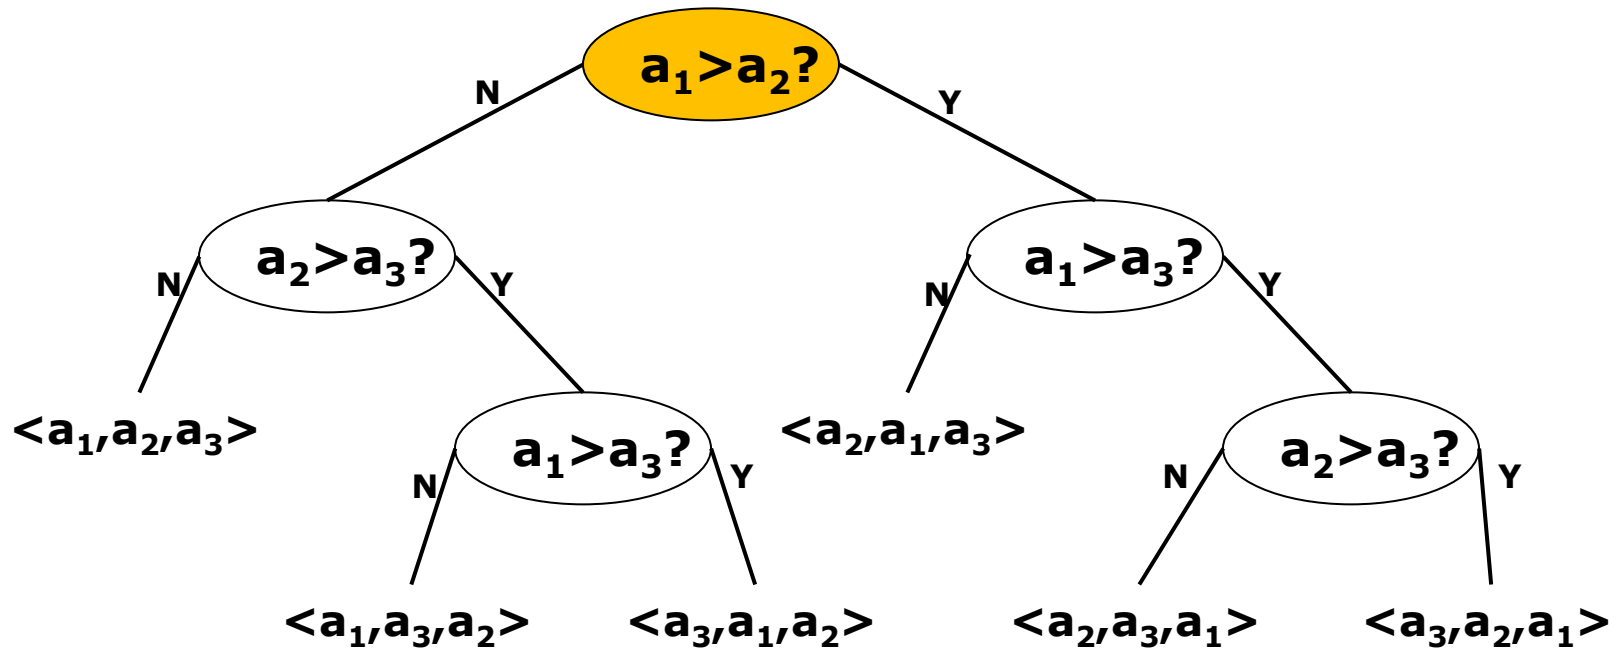 a₁>a₂?
N
Y
a₂>a₃?
a₁>a₃?
N
Y
N
Y
<a₁,a₂,a₃>
a₁>a₃?
<a₂,a₁,a₃>
a₂>a₃?
N
Y
N
Y
<a₁,a₃,a₂>
<a₃,a₁,a₂>
<a₂,a₃,a₁>
<a₃,a₂,a₁>